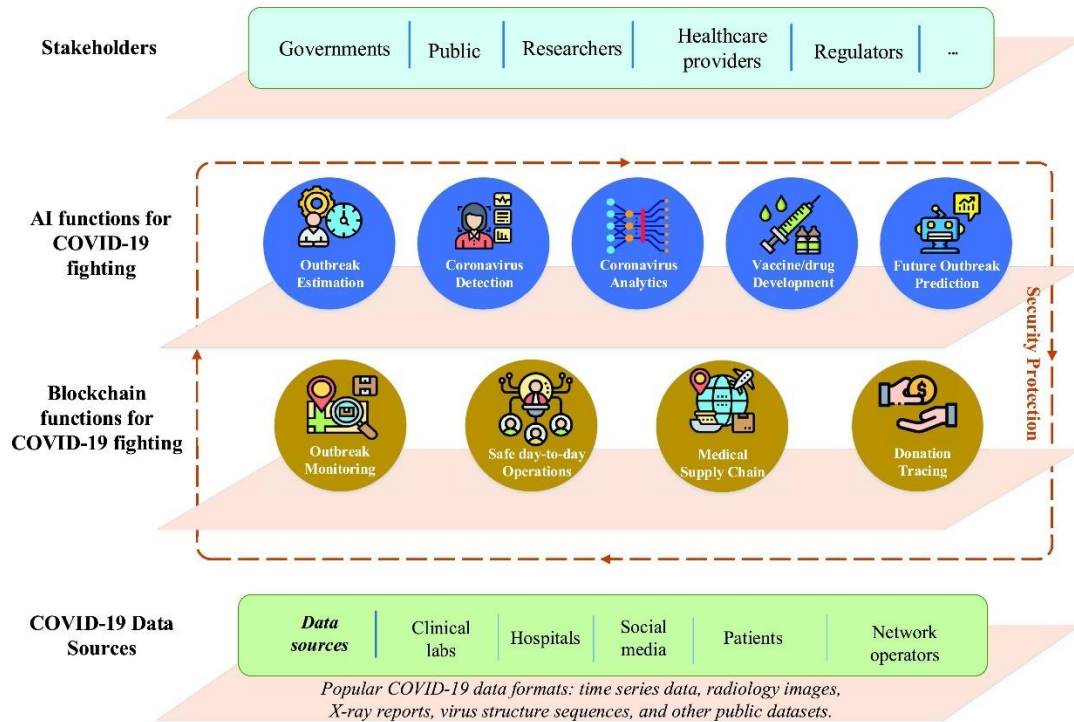 Stakeholders
Governments
Public
Researchers
Healthcare
providers
Regulators
...
AI functions for
COVID-19
fighting
Outbreak
Estimation
Coronavirus
Detection
Coronavirus
Analytics
Vaccine/drug
Development
Future Outbreak
Prediction
Security Protection
Blockchain
functions for
COVID-19 fighting
Outbreak
Monitoring
Safe day-to-day
Operations
Medical
Supply Chain
$
Donation
Tracing
COVID-19 Data
Sources
Data
sources
Clinical
labs
Hospitals
Social
media
Patients
Network
operators
Popular COVID-19 data formats: time series data, radiology images,
X-ray reports, virus structure sequences, and other public datasets.